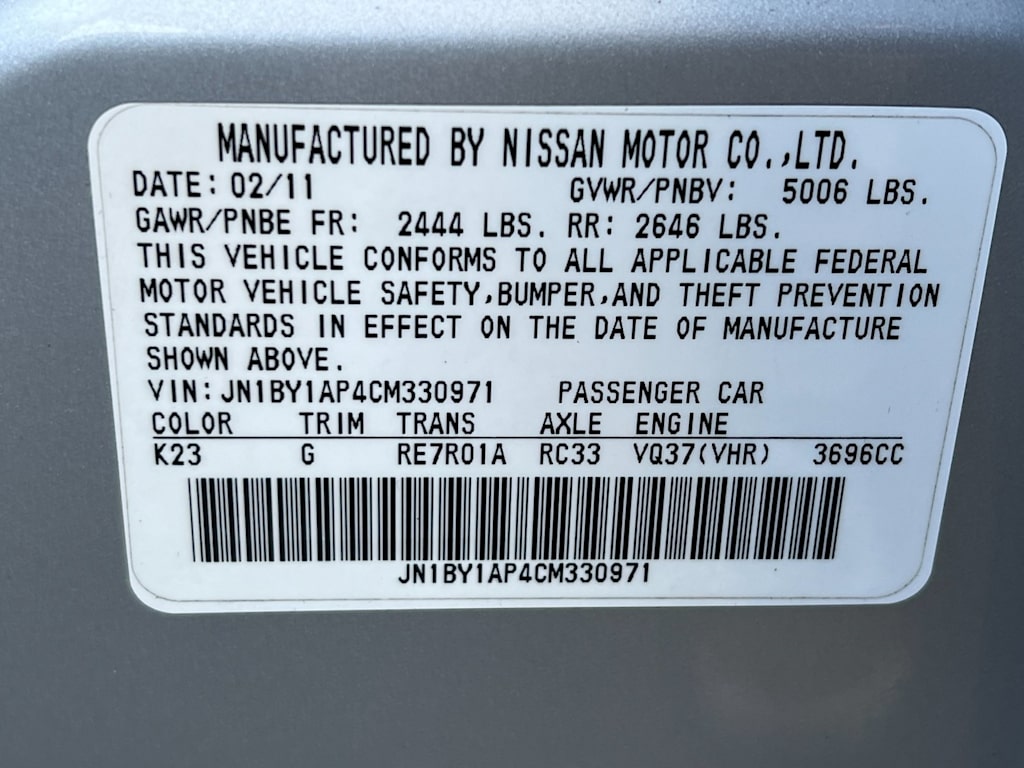 MANUFACTURED BY NISSAN MOTOR CO.,LTD.
DATE: 02/11 GVWR/PNBV: 5006 LBS.
GAWR/PNBE FR: 2444 LBS. RR: 2646 LBS.
THIS VEHICLE CONFORMS TO ALL APPLICABLE FEDERAL
MOTOR VEHICLE SAFETY,BUMPER,AND THEFT PREVENTION
STANDARDS IN EFFECT ON THE DATE OF MANUFACTURE
SHOWN ABOVE.
VIN:JN1BY1AP4CM330971 PASSENGER CAR
COLOR TRIM TRANS AXLE ENGINE
K23 G RE7R01A RC33 VQ37(VHR) 3696CC
JN1BY1AP4CM330971